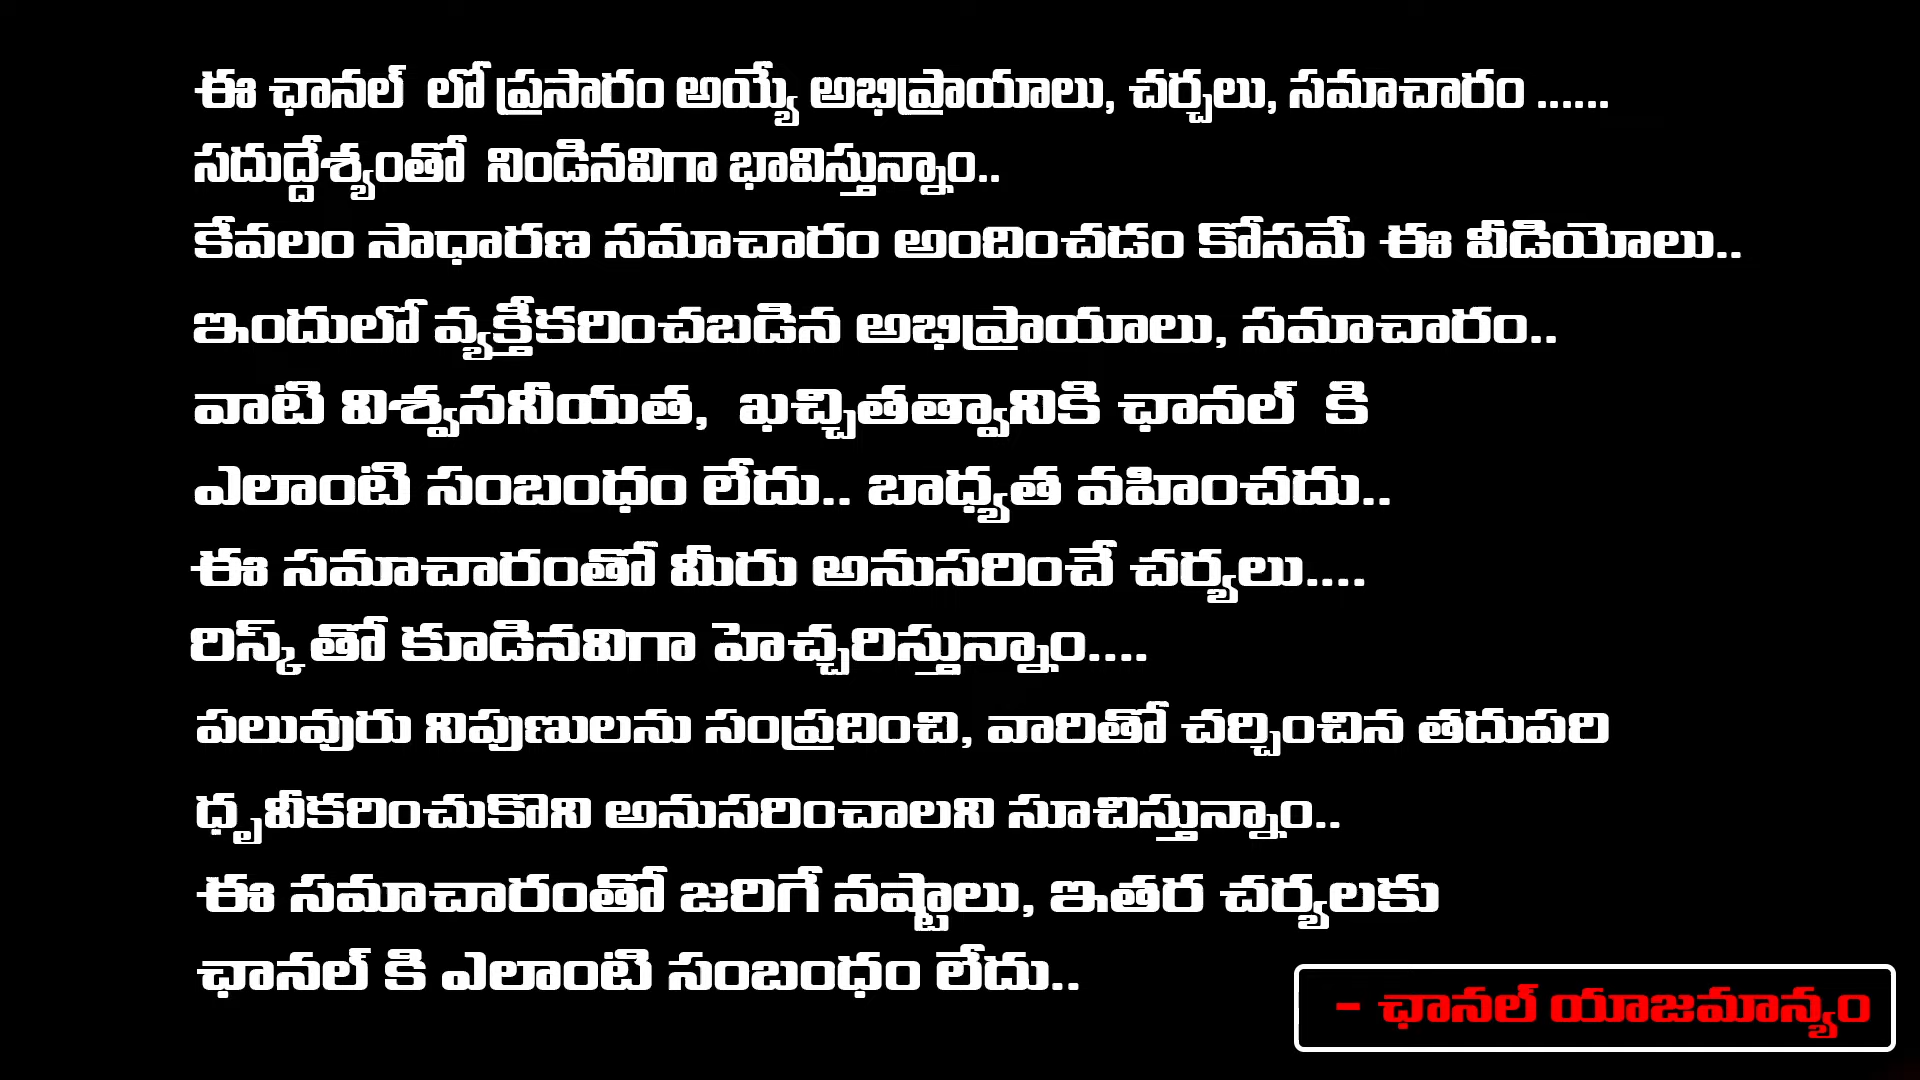 ఈ ఛానల్ లో ప్రసారం అయ్యే అభిప్రాయాలు, చర్చలు, సమాచారం ......
సదుద్దేశ్యంతో నిండినవిగా భావిస్తున్నాం..
కేవలం సాధారణ సమాచారం అందించడం కోసమే ఈ వీడియోలు..
ఇందులో వ్యక్తీకరించబడిన అభిప్రాయాలు, సమాచారం..
వాటి విశ్వసనీయత, ఖచ్చితత్వానికి ఛానల్ కి
ఎలాంటి సంబంధం లేదు.. బాధ్యత వహించదు..
ఈ సమాచారంతో మీరు అనుసరించే చర్యలు....
రిస్క్ తో కూడినవిగా హెచ్చరిస్తున్నాం....
పలువురు నిపుణులను సంప్రదించి, వారితో చర్చించిన తదుపరి
ధృవీకరించుకొని అనుసరించాలని సూచిస్తున్నాం..
ఈ సమాచారంతో జరిగే నష్టాలు, ఇతర చర్యలకు
ఛానల్ కి ఎలాంటి సంబంధం లేదు..
- ఛానల్ యాజమాన్యం